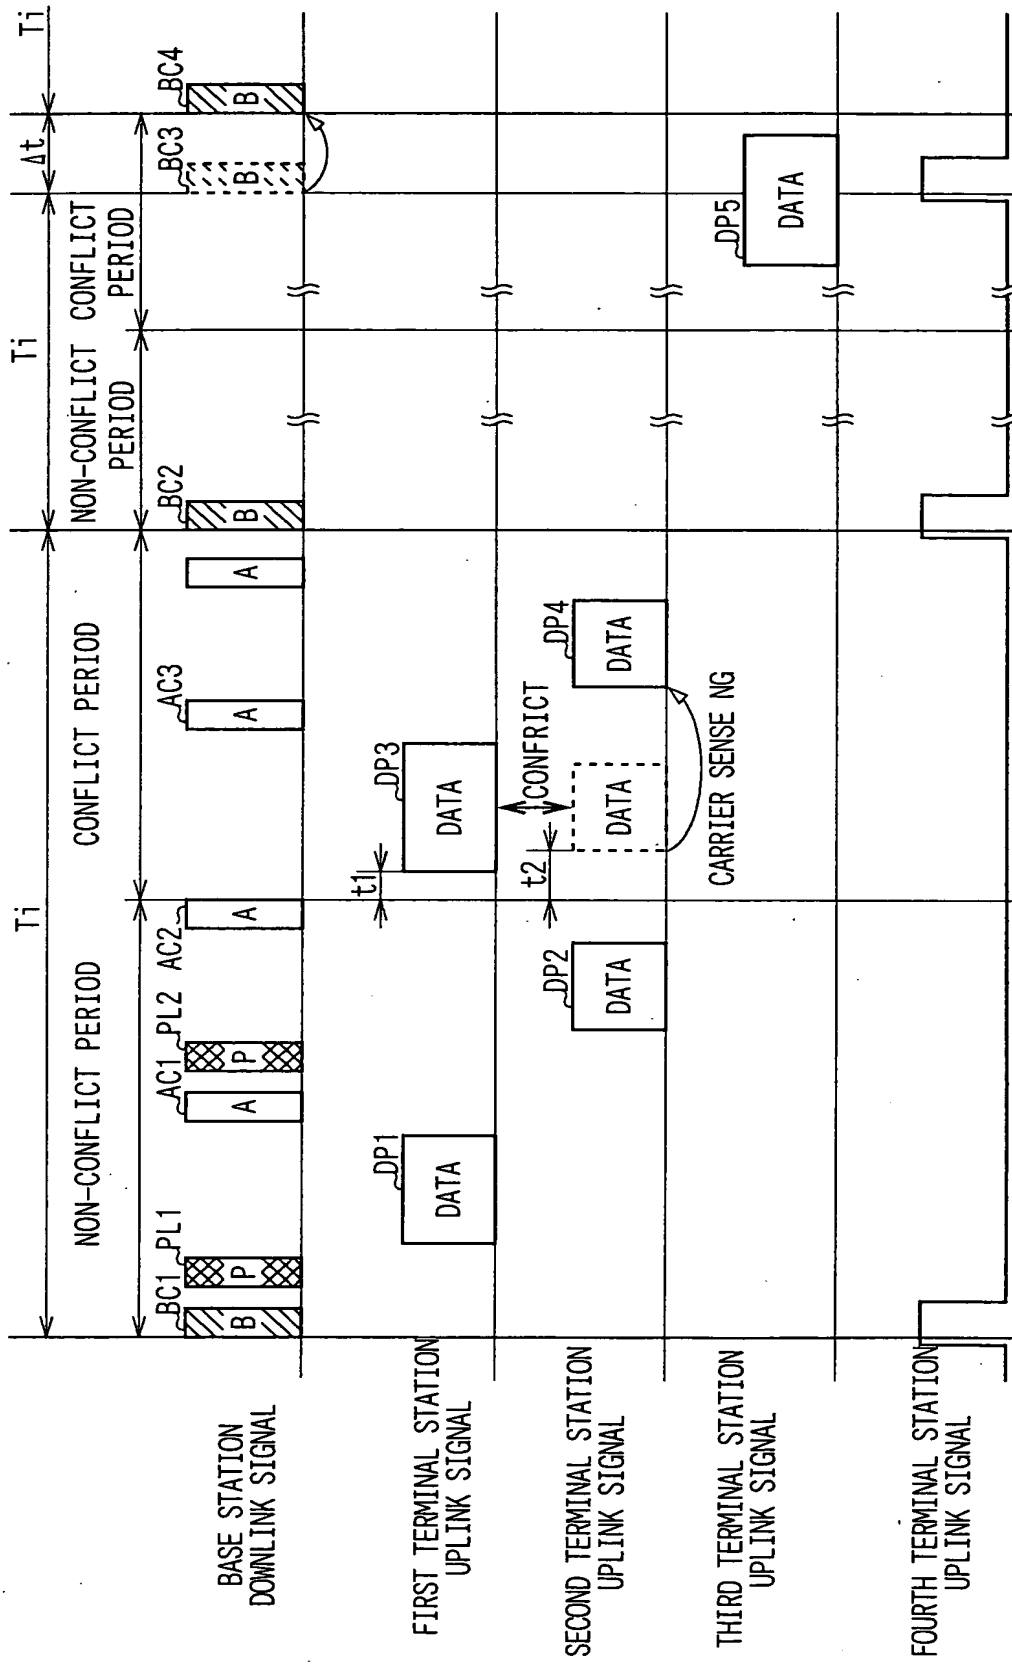 Ti
Ti
Δt
Ti
NON-CONFLICT PERIOD
CONFLICT PERIOD
NON-CONFLICT
PERIOD
CONFLICT
PERIOD
BASE STATION
DOWNLINK SIGNAL
BC1
PL1
AC1
PL2
AC2
AC3
BC2
BC3
BC4
B
P
A
P
A
A
A
B
B
B
FIRST TERMINAL STATION
UPLINK SIGNAL
DP1
DATA
t1
DP3
DATA
CONFRICT
SECOND TERMINAL STATION
UPLINK SIGNAL
DP2
DATA
t2
DATA
DP4
DATA
CARRIER SENSE NG
THIRD TERMINAL STATION
UPLINK SIGNAL
DP5
DATA
FOURTH TERMINAL STATION
UPLINK SIGNAL